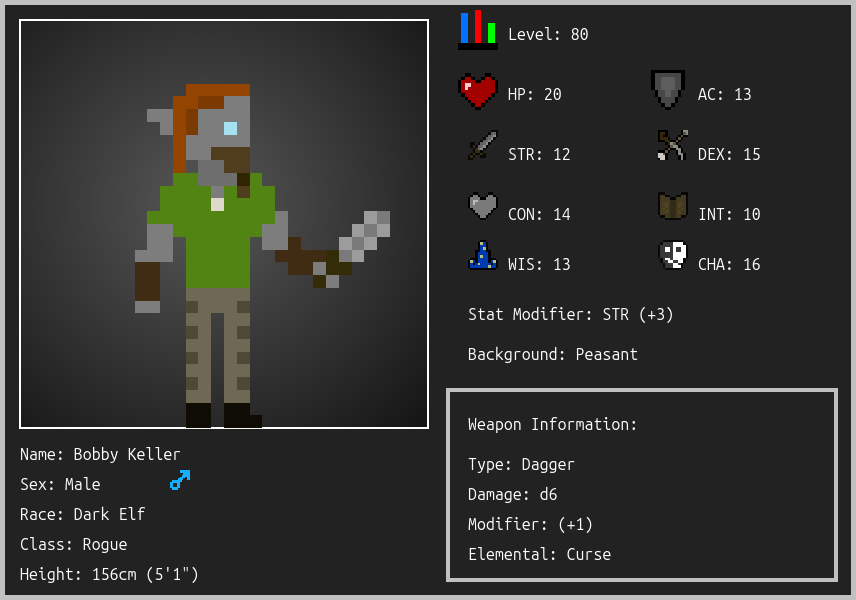 Level: 80
HP: 20
AC: 13
STR: 12
DEX: 15
CON: 14
INT: 10
WIS: 13
CHA: 16
Stat Modifier: STR (+3)
Background: Peasant
Weapon Information:
Type: Dagger
Damage: d6
Modifier: (+1)
Elemental: Curse
Name: Bobby Keller
Sex: Male
Race: Dark Elf
Class: Rogue
Height: 156cm (5'1")